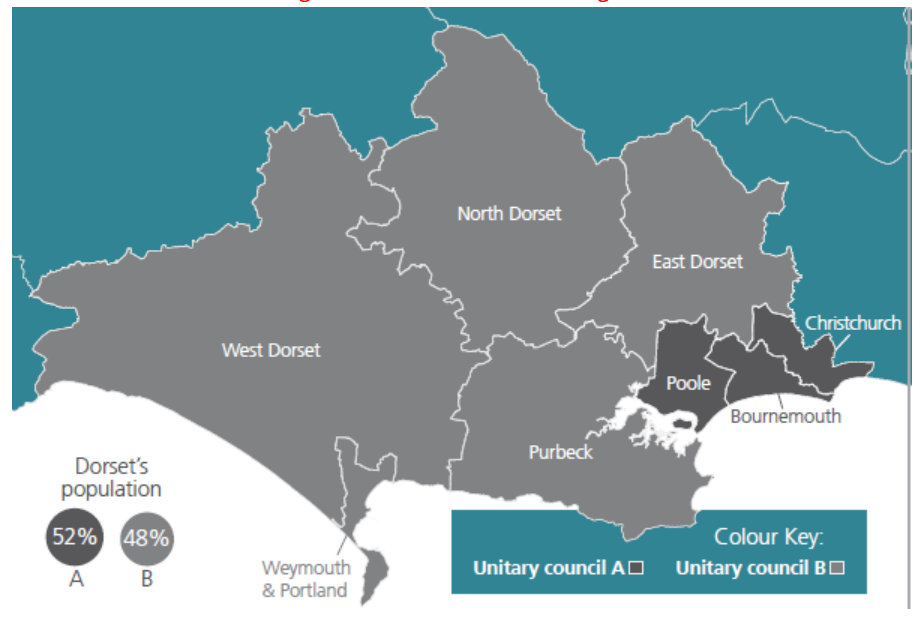 North Dorset
East Dorset
Christchurch
West Dorset
Poole
Bournemouth
Purbeck
Dorset's
population
52% 48%
A B
Weymouth
& Portland
Colour Key:
Unitary council A Unitary council B